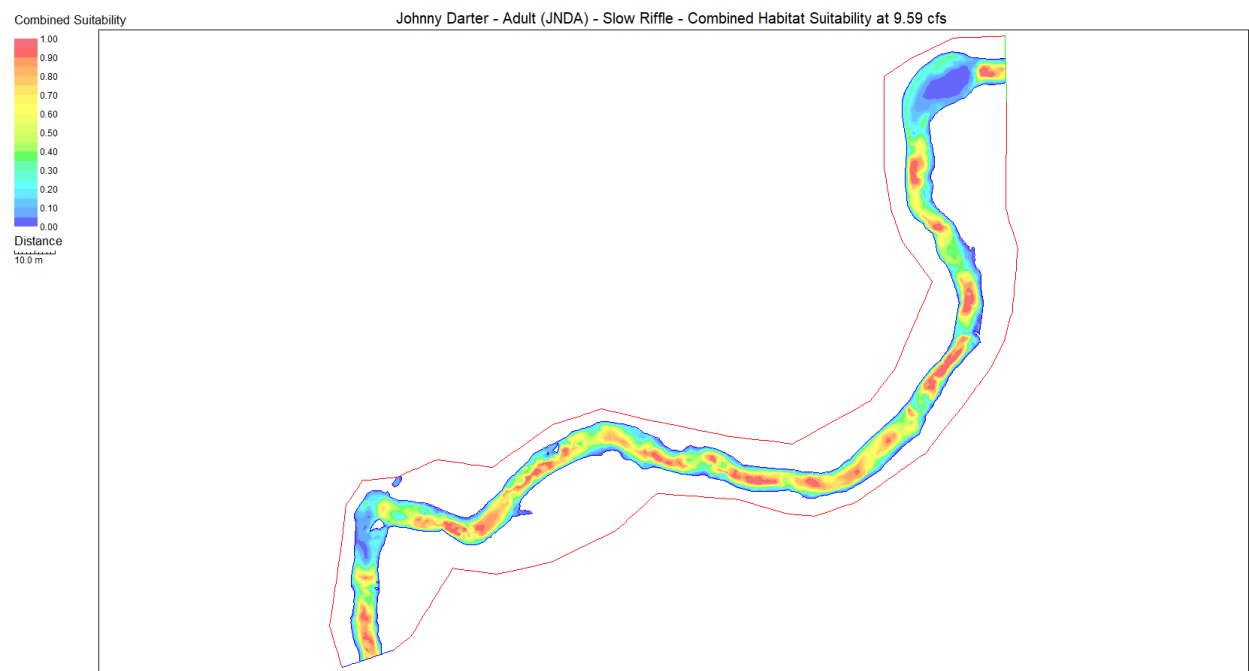 Johnny Darter - Adult (JNDA) - Slow Riffle - Combined Habitat Suitability at 9.59 cfs
Combined Suitability
1.00
0.90
0.80
0.70
0.60
0.50
0.40
0.30
0.20
0.10
0.00
Distance
10.0 m